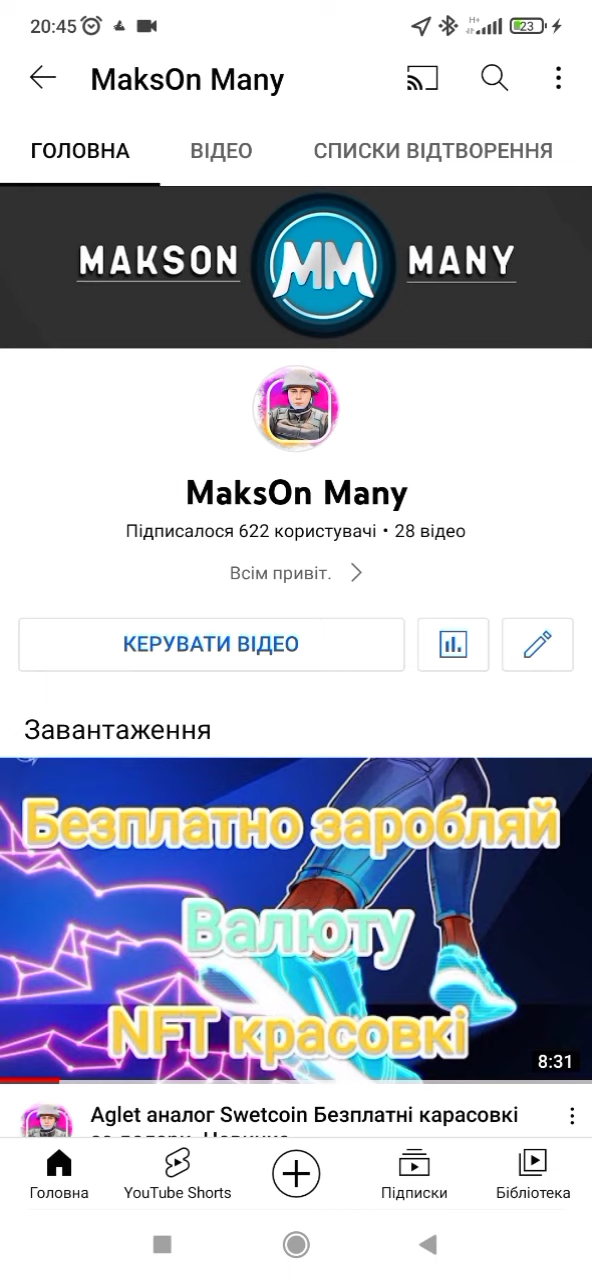 20:45
H+
23
MaksOn Many
ГОЛОВНА
ВІДЕО
СПИСКИ ВІДТВОРЕННЯ
MAKSON
MM
MANY
MaksOn Many
Підписалося 622 користувачі • 28 відео
Всім привіт.
КЕРУВАТИ ВІДЕО
Завантаження
Безплатно заробляй
Валюту
NFT красовкі
8:31
Aglet аналог Swetcoin Безплатні карасовкі
Головна
YouTube Shorts
Підписки
Бібліотека